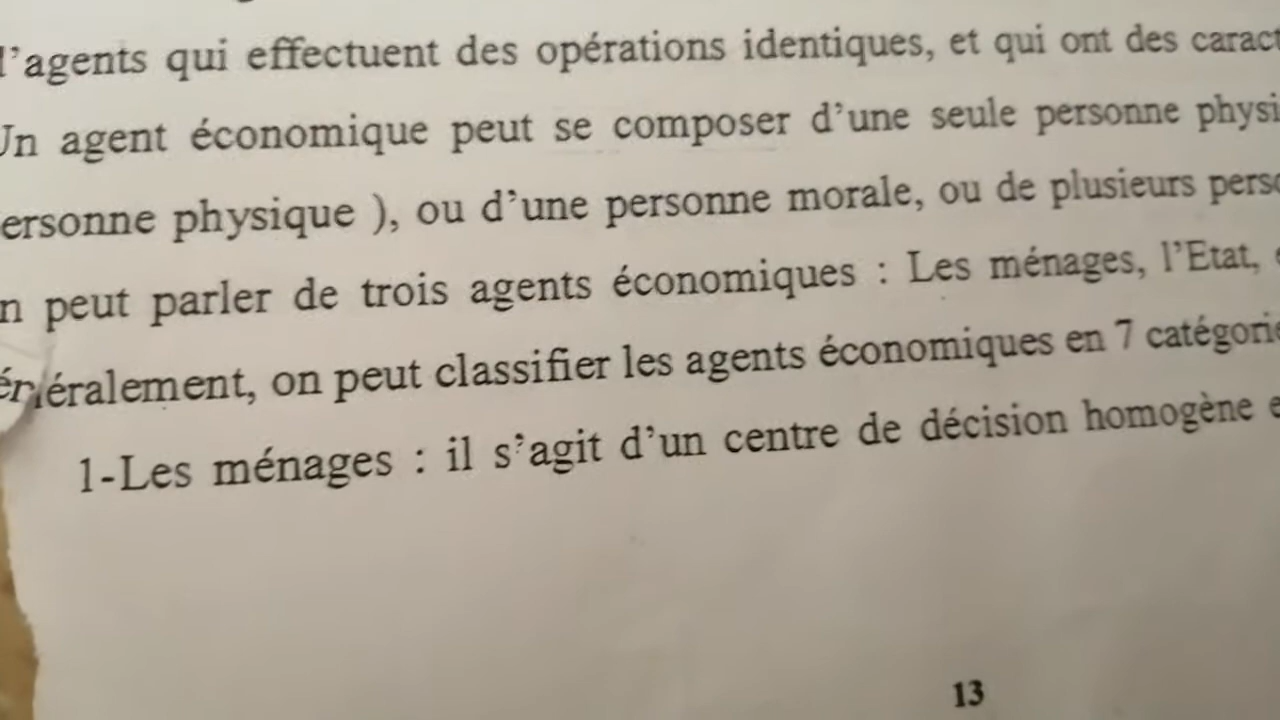 l'agents qui effectuent des opérations identiques, et qui ont des caract
Un agent économique peut se composer d'une seule personne physi
ersonne physique ), ou d'une personne morale, ou de plusieurs perso
n peut parler de trois agents économiques : Les ménages, l'Etat,
éralement, on peut classifier les agents économiques en 7 catégorie
1-Les ménages : il s'agit d'un centre de décision homogène e
13